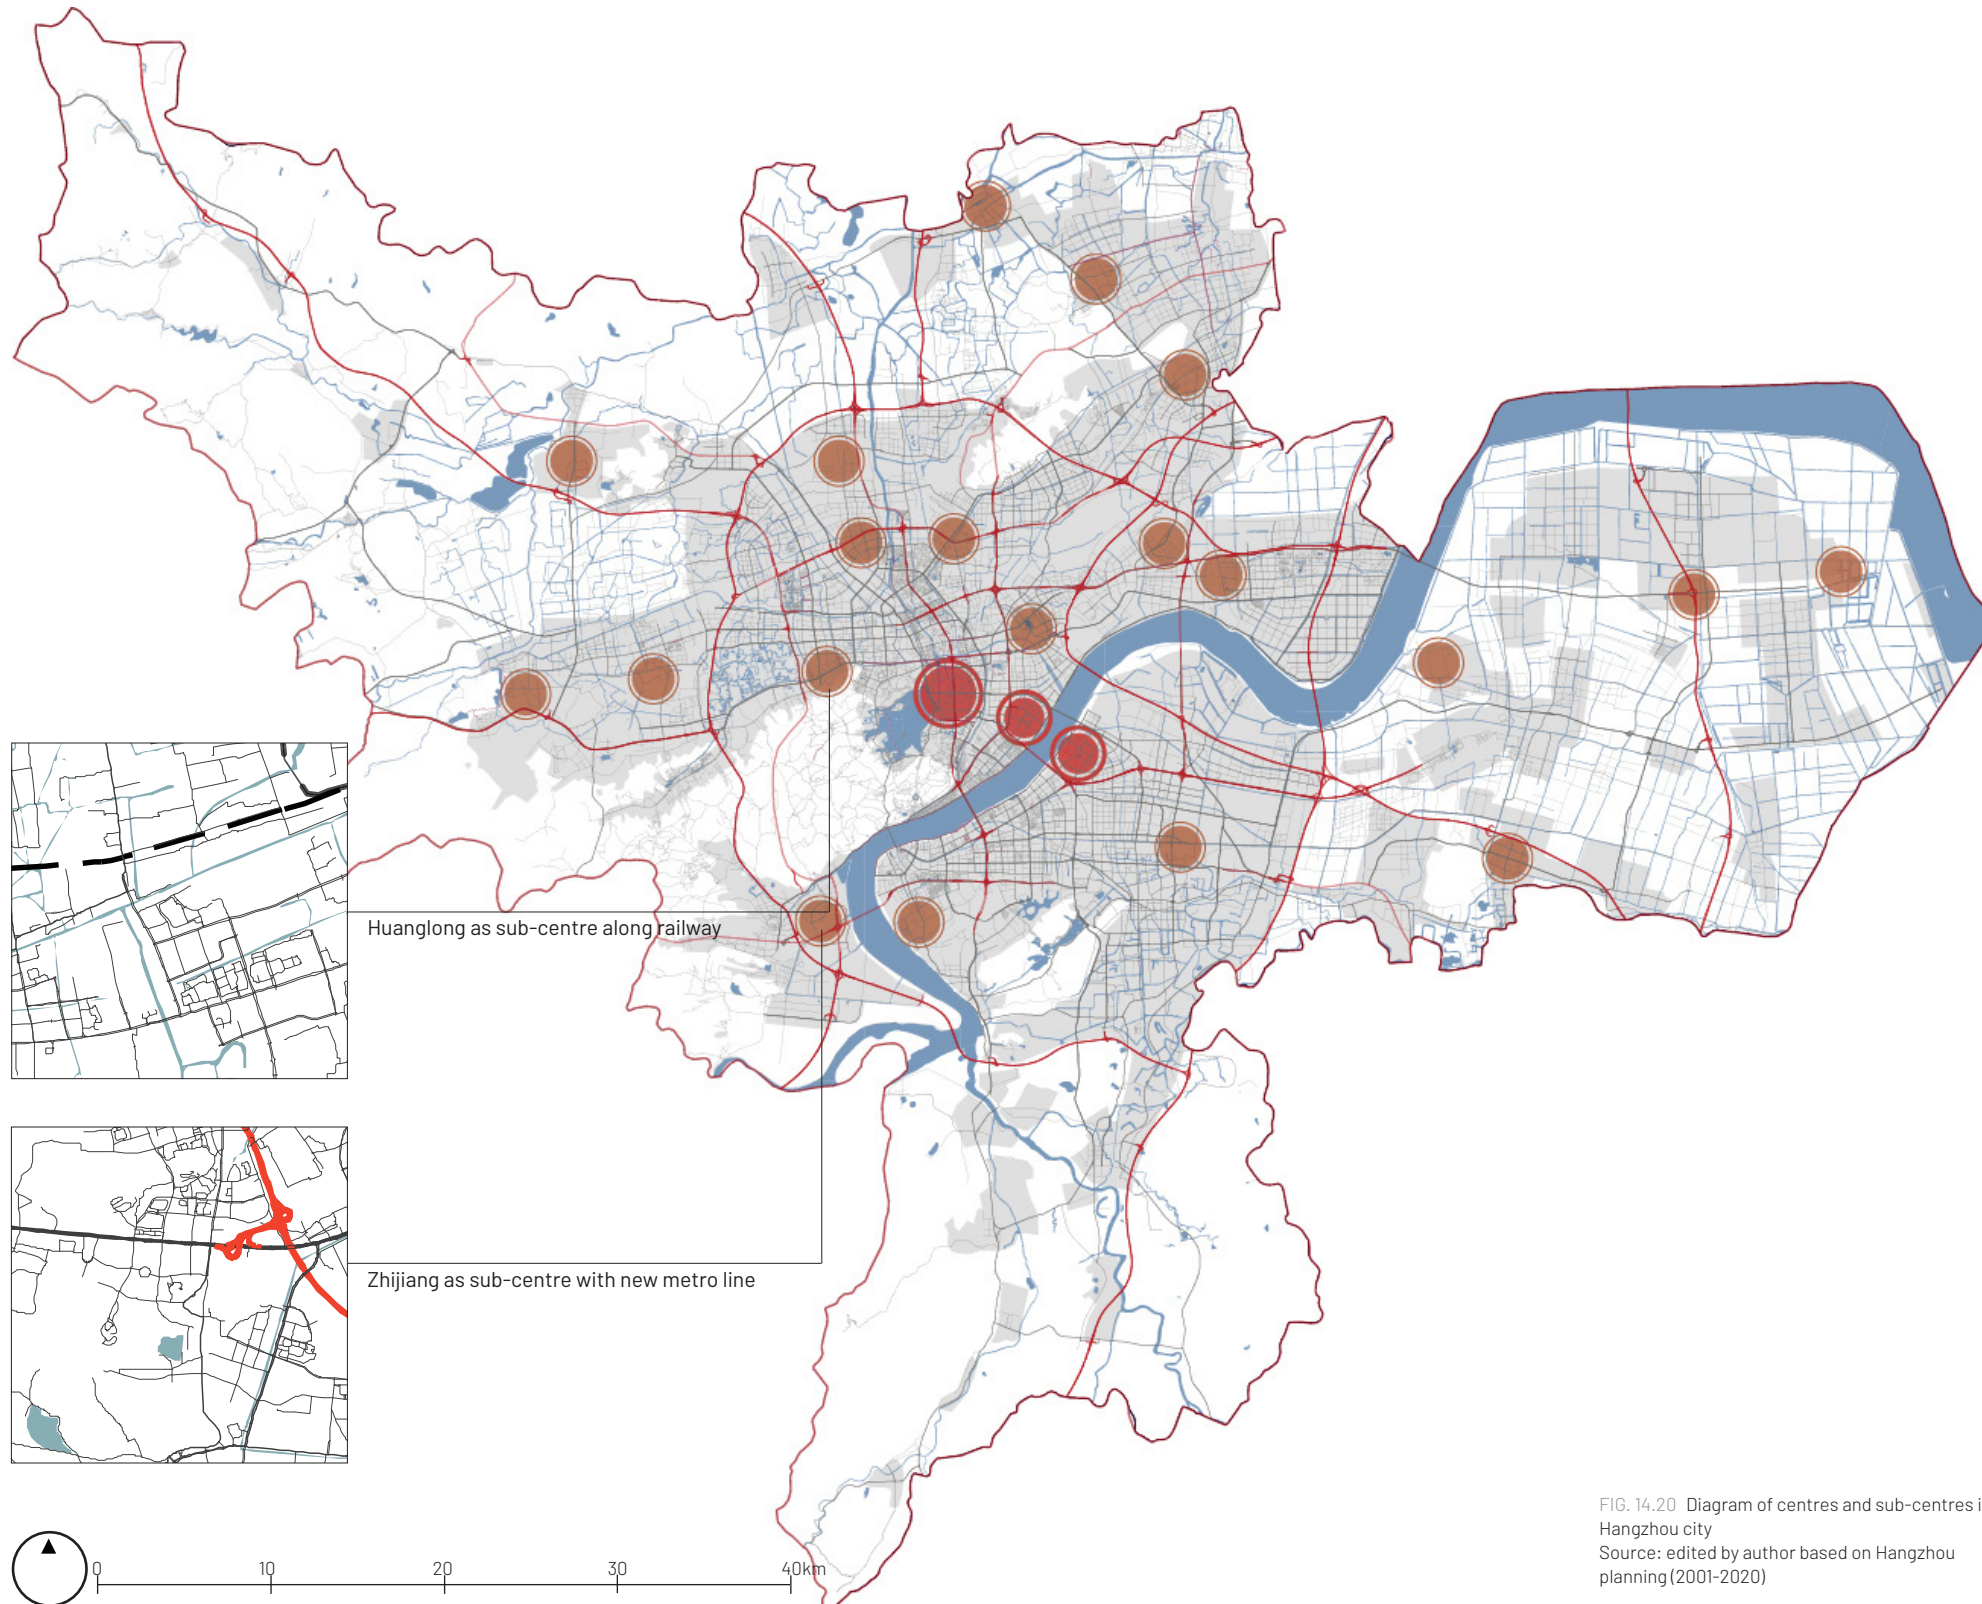 Huanglong as sub-centre along railway
Zhijiang as sub-centre with new metro line
0 10 20 30 40km
FIG. 14.20 Diagram of centres and sub-centres i
Hangzhou city
Source: edited by author based on Hangzhou
planning (2001-2020)